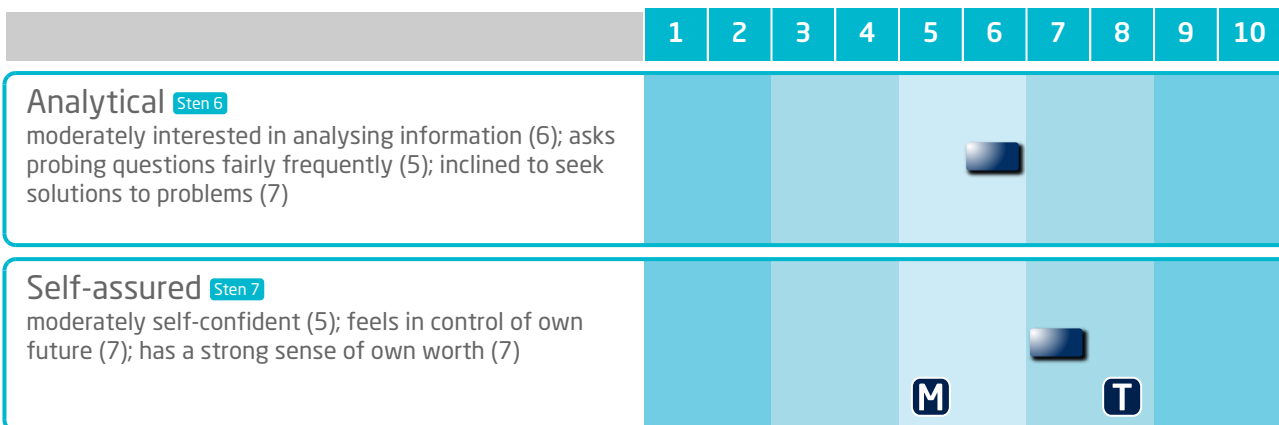 1 2 3 4 5 6 7 8 9 10
Analytical Sten 6
moderately interested in analysing information (6); asks
probing questions fairly frequently (5); inclined to seek
solutions to problems (7)
Self-assured Sten 7
moderately self-confident (5); feels in control of own
future (7); has a strong sense of own worth (7)
M T